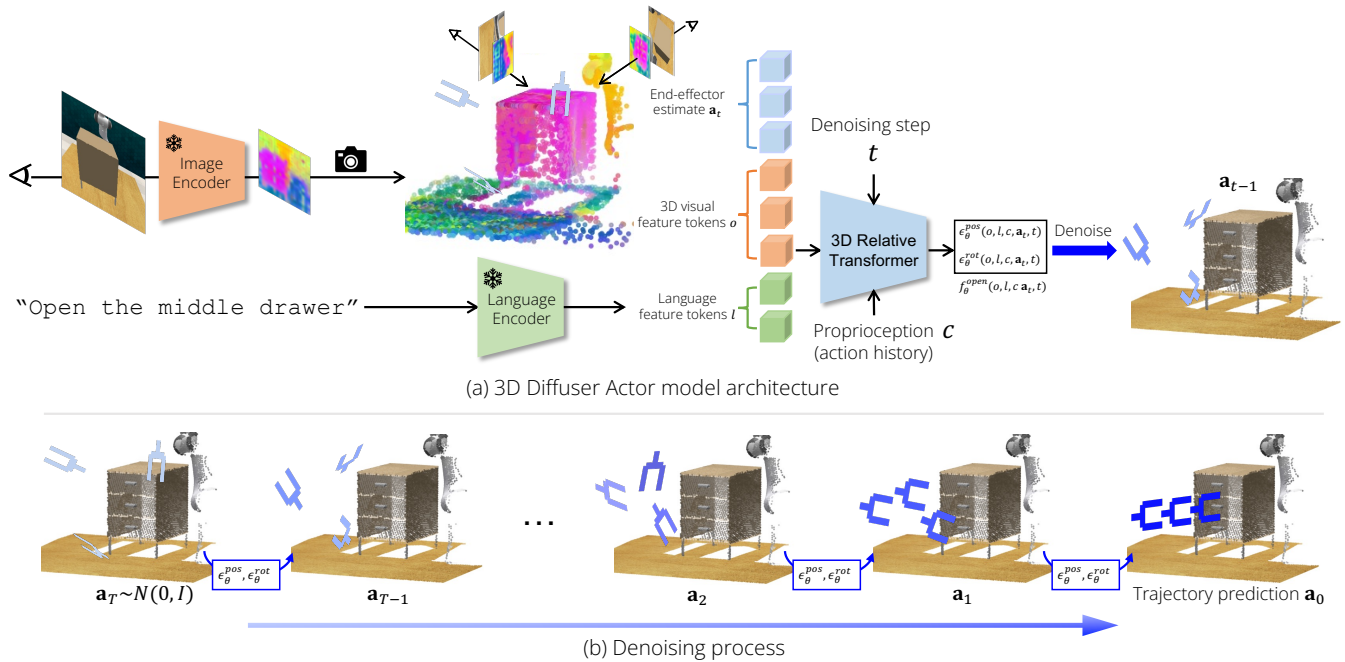 End-effector
estimate a_t
Denoising step
t
Image
Encoder
a_{t−1}
3D visual
feature tokens o
3D Relative
Transformer
ϵ_θ^{pos}(o, l, c, a_t, t)
ϵ_θ^{rot}(o, l, c, a_t, t)
f_θ^{open}(o, l, c a_t, t)
Denoise
“Open the middle drawer”
Language
Encoder
Language
feature tokens l
Proprioception c
(action history)
(a) 3D Diffuser Actor model architecture
...
ϵ_θ^{pos}, ϵ_θ^{rot}
ϵ_θ^{pos}, ϵ_θ^{rot}
ϵ_θ^{pos}, ϵ_θ^{rot}
a_T~N(0, I)
a_{T−1}
a_2
a_1
Trajectory prediction a_0
(b) Denoising process